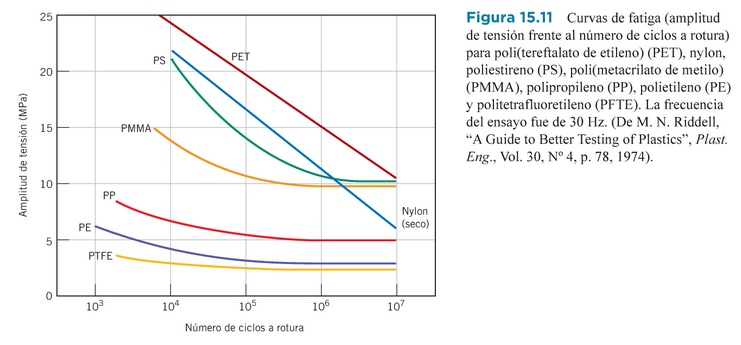 25
20
15
10
5
0
Amplitud de tensión (MPa)
PS
PET
PMMA
PP
PE
PTFE
Nylon
(seco)
10³
10⁴
10⁵
10⁶
10⁷
Número de ciclos a rotura
Figura 15.11 Curvas de fatiga (amplitud
de tensión frente al número de ciclos a rotura)
para poli(tereftalato de etileno) (PET), nylon,
poliestireno (PS), poli(metacrilato de metilo)
(PMMA), polipropileno (PP), polietileno (PE)
y politetrafluoretileno (PFTE). La frecuencia
del ensayo fue de 30 Hz. (De M. N. Riddell,
“A Guide to Better Testing of Plastics”, Plast.
Eng., Vol. 30, Nº 4, p. 78, 1974).